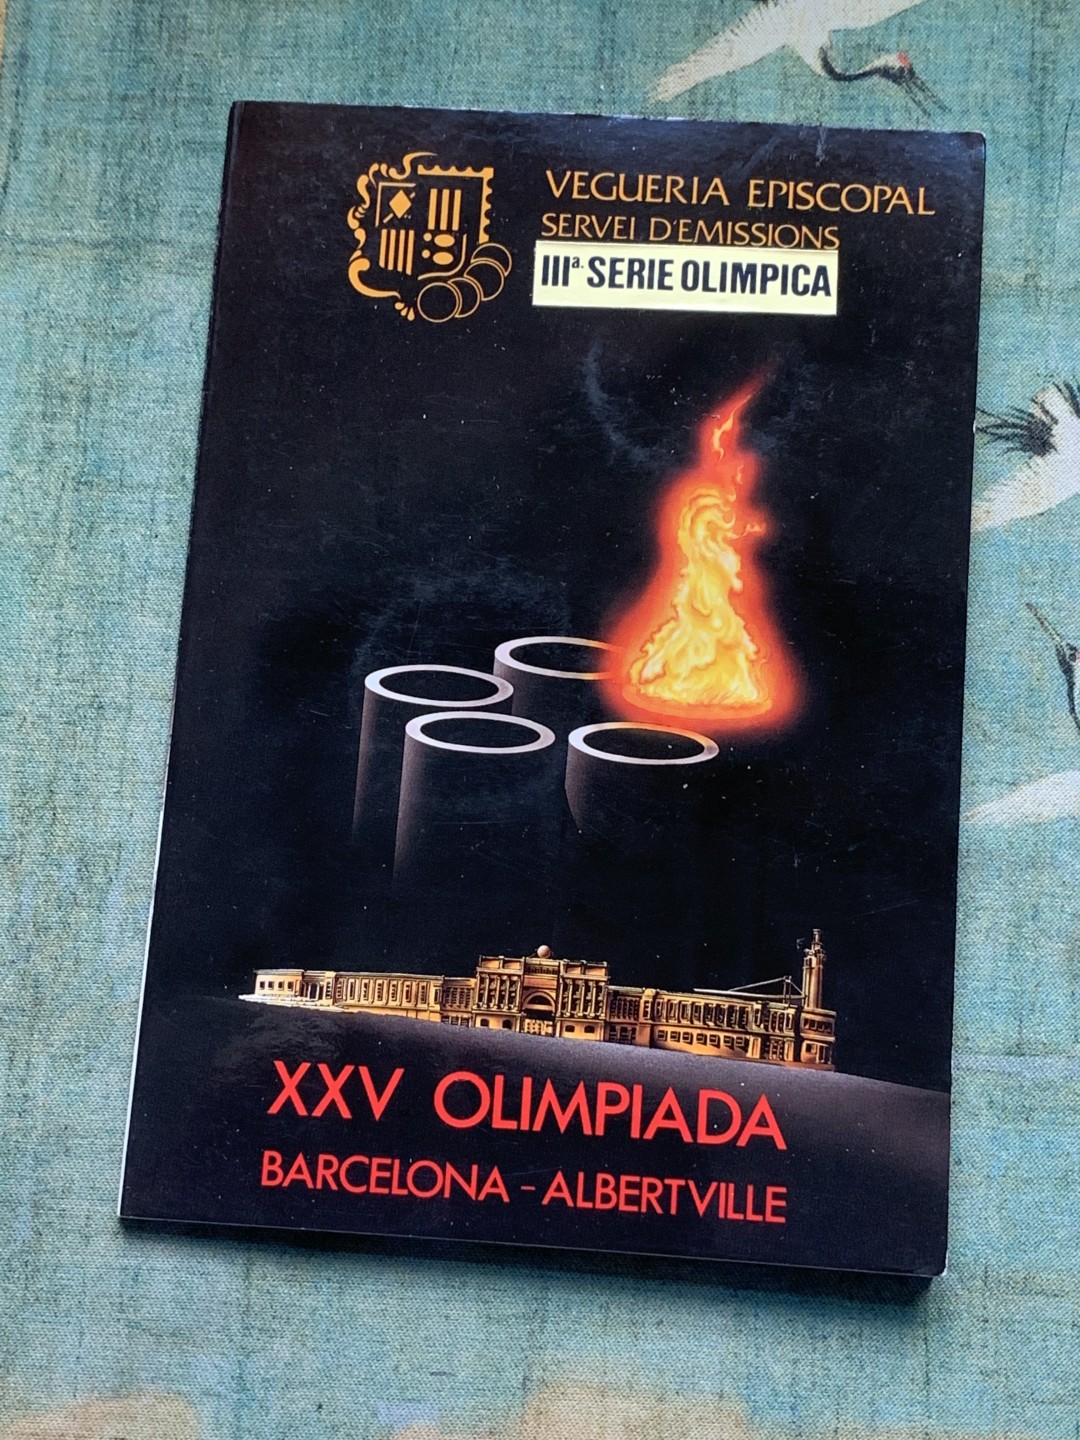 VEGUERIA EPISCOPAL
SERVEI D'EMISSIONS
IIIª. SERIE OLIMPICA
XXV OLIMPIADA
BARCELONA - ALBERTVILLE